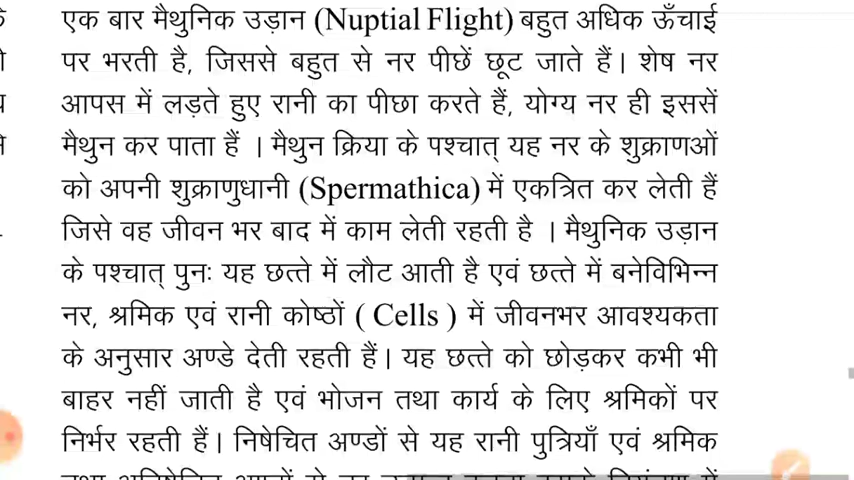 एक बार मैथुनिक उड़ान (Nuptial Flight) बहुत अधिक ऊँचाई
पर भरती है, जिससे बहुत से नर पीछें छूट जाते हैं। शेष नर
आपस में लड़ते हुए रानी का पीछा करते हैं, योग्य नर ही इससें
मैथुन कर पाता हैं । मैथुन क्रिया के पश्चात् यह नर के शुक्राणओं
को अपनी शुक्राणुधानी (Spermathica) में एकत्रित कर लेती हैं
जिसे वह जीवन भर बाद में काम लेती रहती है । मैथुनिक उड़ान
के पश्चात् पुनः यह छत्ते में लौट आती है एवं छत्ते में बनेविभिन्न
नर, श्रमिक एवं रानी कोष्ठों ( Cells ) में जीवनभर आवश्यकता
के अनुसार अण्डे देती रहती हैं। यह छत्ते को छोड़कर कभी भी
बाहर नहीं जाती है एवं भोजन तथा कार्य के लिए श्रमिकों पर
निर्भर रहती हैं। निषेचित अण्डों से यह रानी पुत्रियाँ एवं श्रमिक